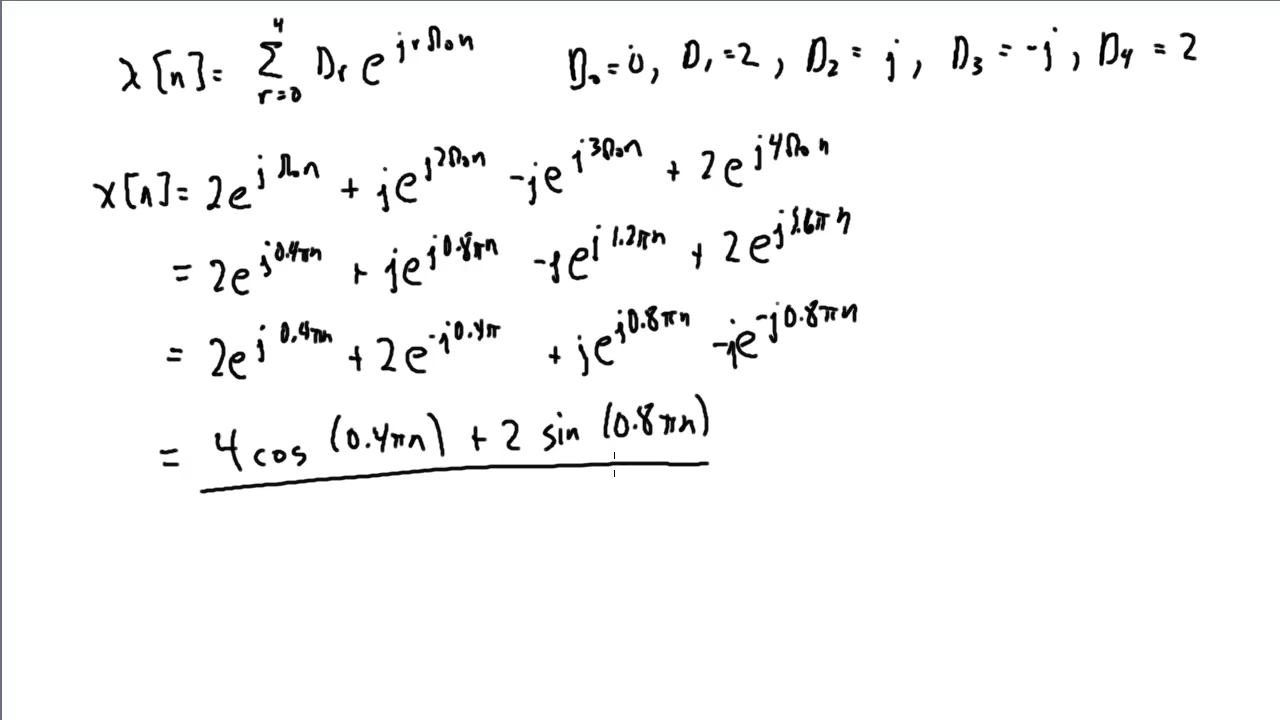 x[n] = Σ_{r=0}^{4} D_r e^{jrΩ₀n} D₀ = 0, D₁ = 2, D₂ = j, D₃ = -j, D₄ = 2
x[n] = 2e^{jΩ₀n} + je^{j2Ω₀n} -je^{j3Ω₀n} + 2e^{j4Ω₀n}
= 2e^{j0.4πn} + je^{j0.8πn} -je^{j1.2πn} + 2e^{j1.6πn}
= 2e^{j0.4πn} + 2e^{-j0.4π} + je^{j0.8πn} -je^{-j0.8πn}
= 4 cos (0.4πn) + 2 sin (0.8πn)